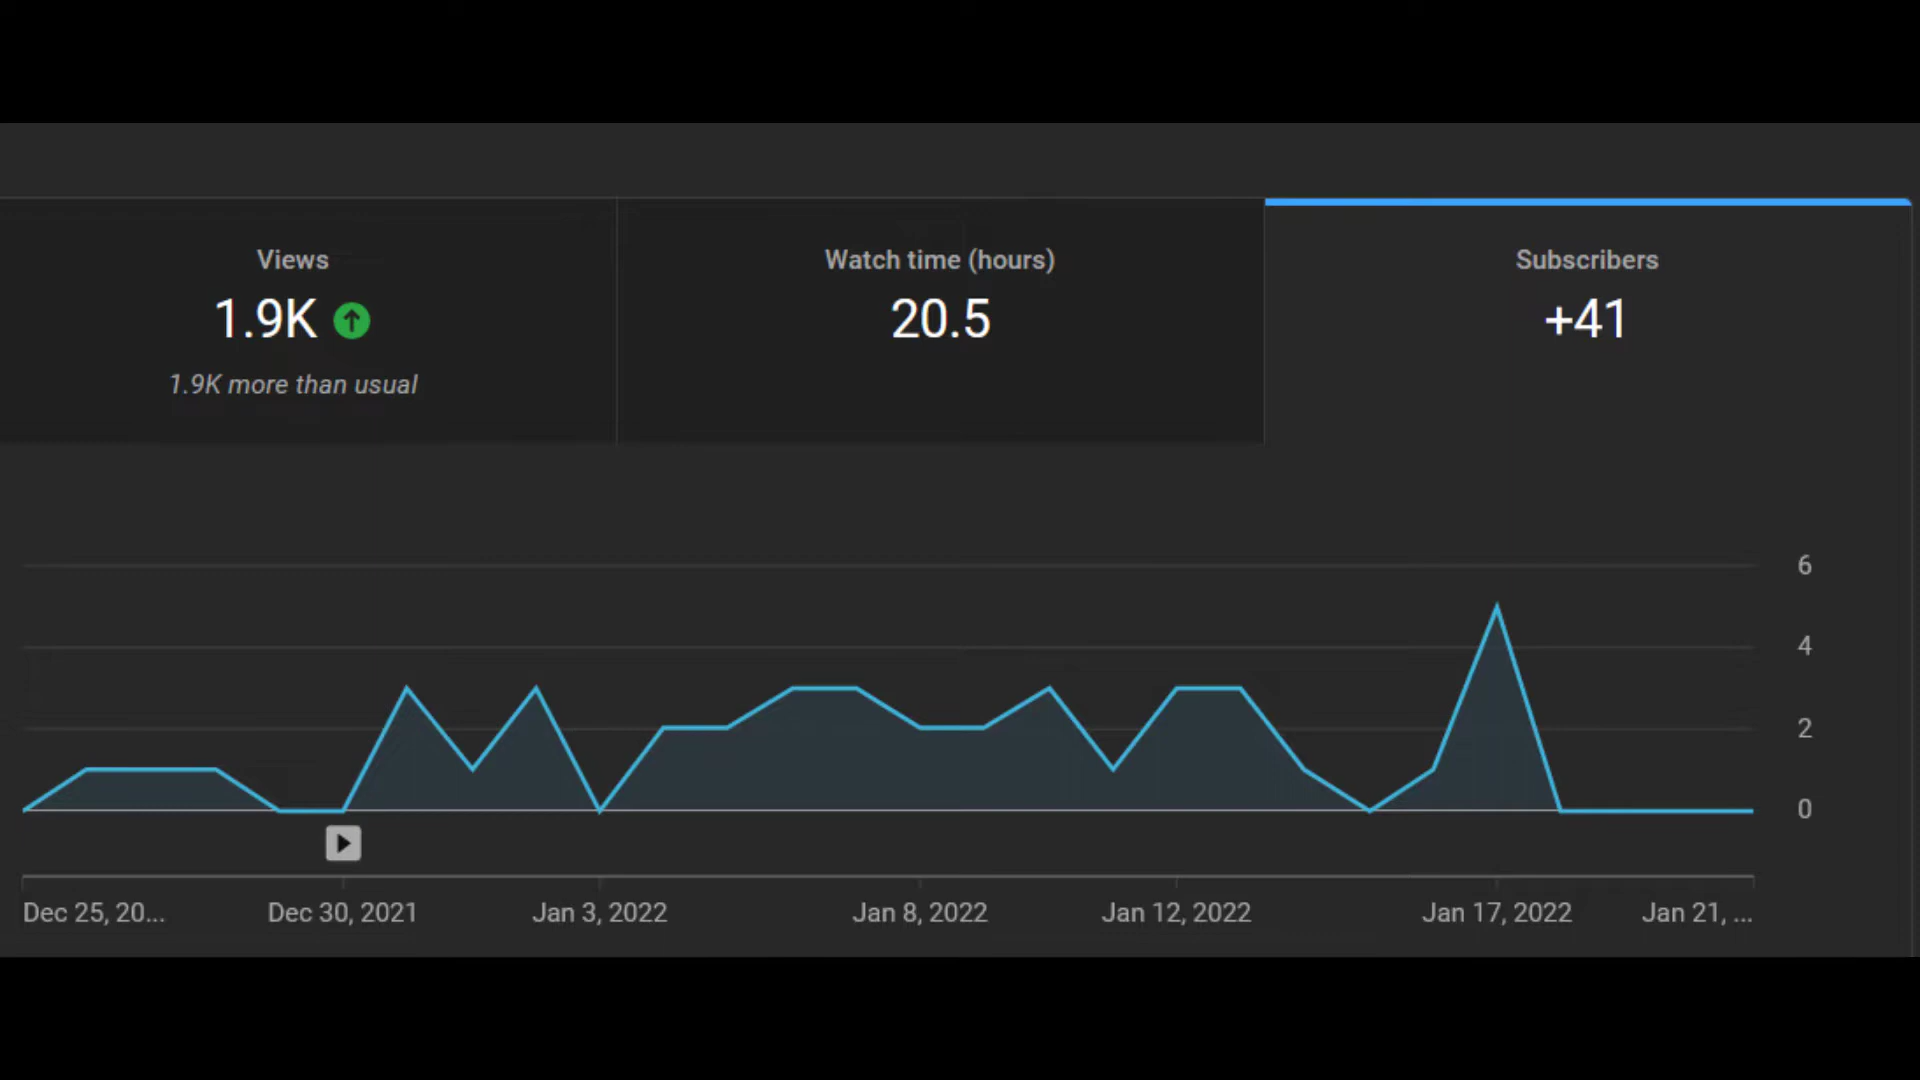 Views
Watch time (hours)
Subscribers
1.9K
20.5
+41
1.9K more than usual
6
4
2
0
Dec 25, 20...
Dec 30, 2021
Jan 3, 2022
Jan 8, 2022
Jan 12, 2022
Jan 17, 2022
Jan 21, ...